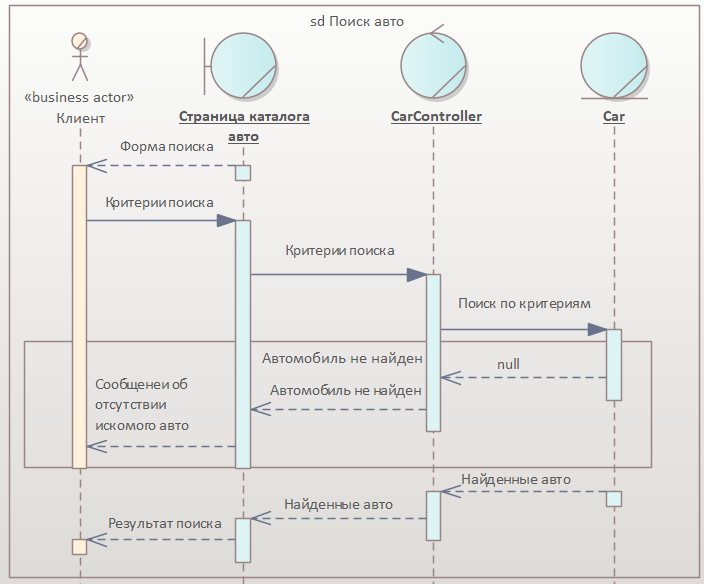 sd Поиск авто
«business actor»
Клиент
Страница каталога
авто
CarController
Car
Форма поиска
Критерии поиска
Критерии поиска
Поиск по критериям
Автомобиль не найден
null
Автомобиль не найден
Сообщенеи об
отсутствии
искомого авто
Найденные авто
Найденные авто
Результат поиска